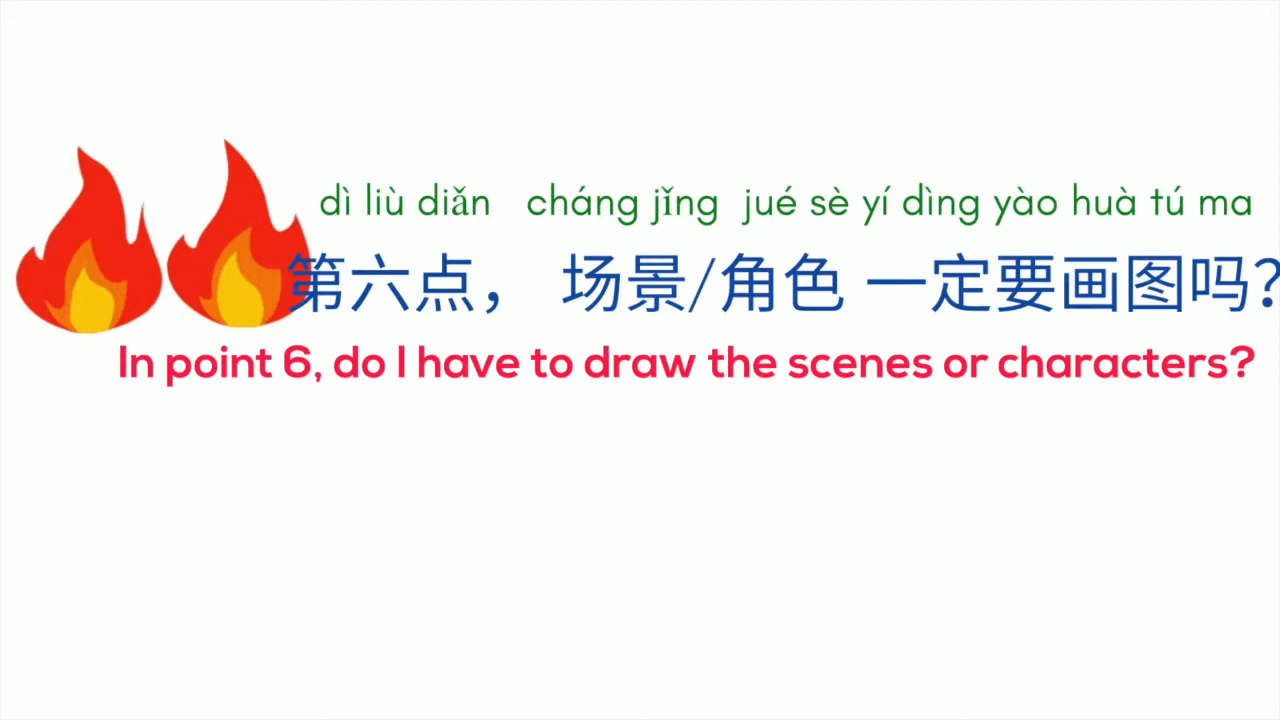 dì liù diǎn cháng jǐng jué sè yí dìng yào huà tú ma
第六点， 场景/角色 一定要画图吗？
In point 6, do I have to draw the scenes or characters?